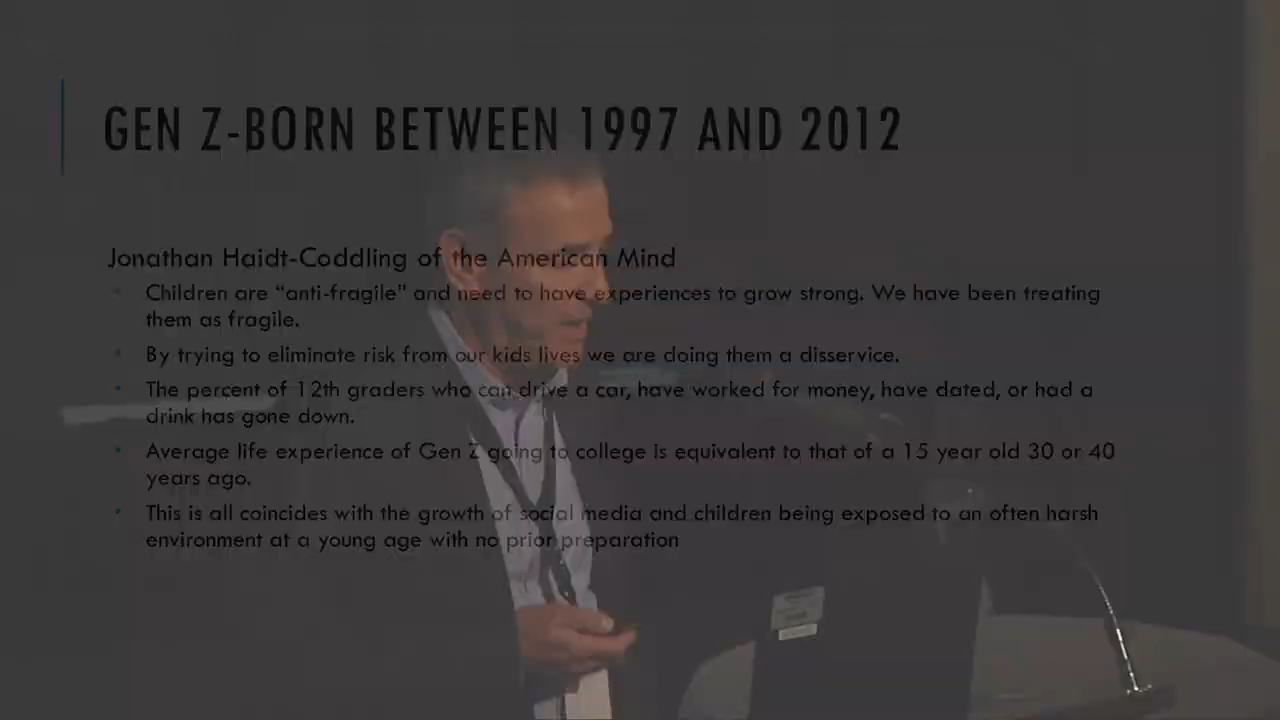 GEN Z-BORN BETWEEN 1997 AND 2012
Jonathan Haidt-Coddling of the American Mind
Children are “anti-fragile” and need to have experiences to grow strong. We have been treating
them as fragile.
By trying to eliminate risk from our kids lives we are doing them a disservice.
The percent of 12th graders who can drive a car, have worked for money, have dated, or had a
drink has gone down.
Average life experience of Gen Z going to college is equivalent to that of a 15 year old 30 or 40
years ago.
This is all coincides with the growth of social media and children being exposed to an often harsh
environment at a young age with no prior preparation